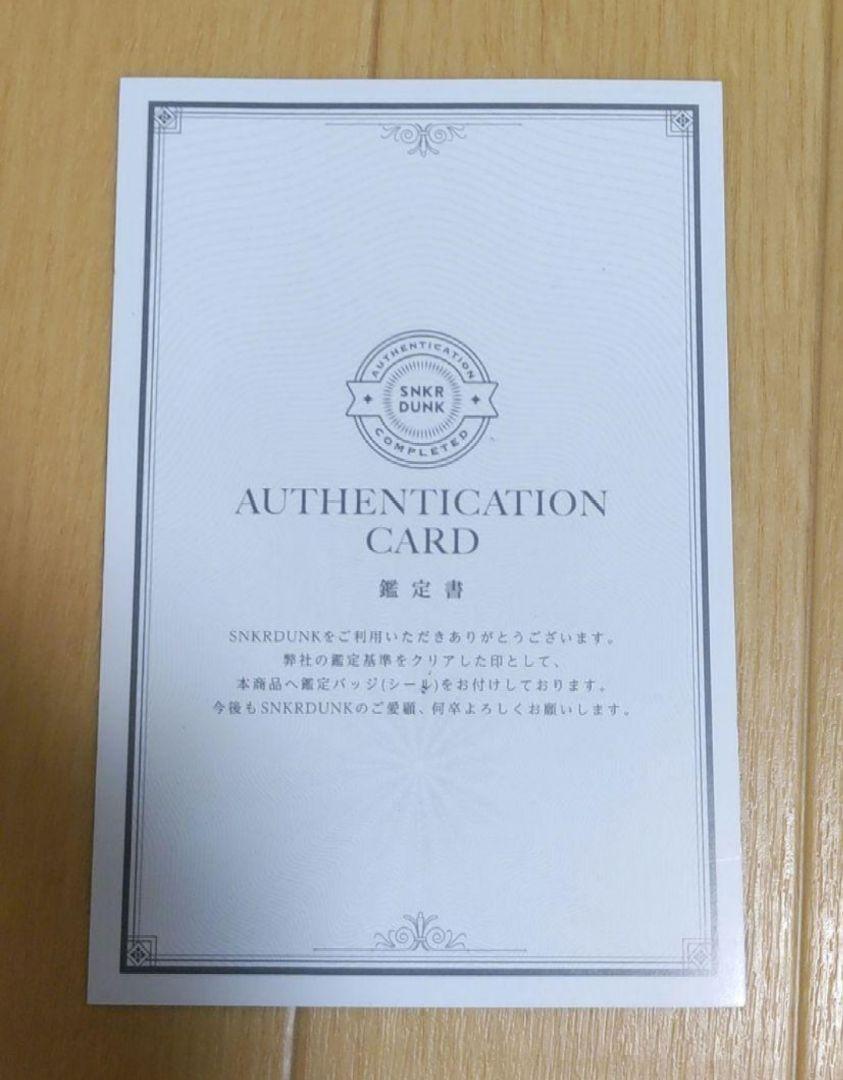 AUTHENTICATION
SNKR
DUNK
COMPLETED
AUTHENTICATION
CARD
鑑定書
SNKRDUNKをご利用いただきありがとうございます。
弊社の鑑定基準をクリアした印として、
本商品へ鑑定バッジ(シール)をお付けしております。
今後もSNKRDUNKのご愛顧、何卒よろしくお願いします。